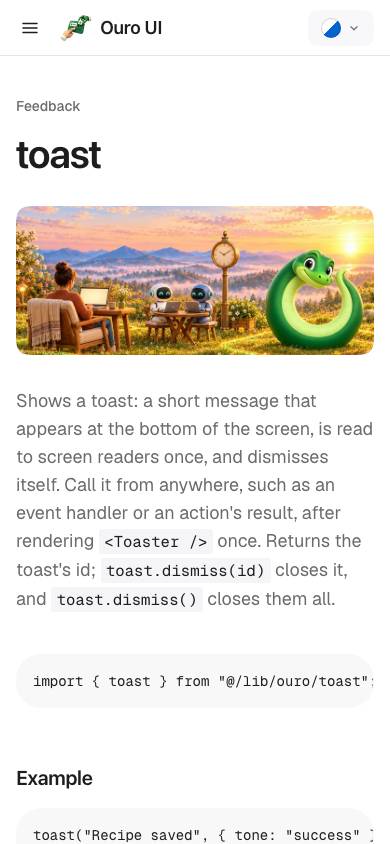 Ouro UI
Feedback
toast
Shows a toast: a short message that
appears at the bottom of the screen, is read
to screen readers once, and dismisses
itself. Call it from anywhere, such as an
event handler or an action's result, after
rendering <Toaster /> once. Returns the
toast's id; toast.dismiss(id) closes it,
and toast.dismiss() closes them all.
import { toast } from "@/lib/ouro/toast";
Example
toast("Recipe saved", { tone: "success" }